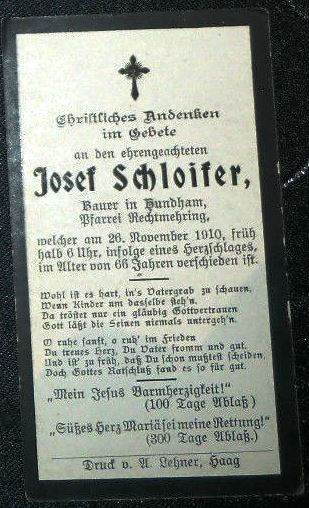 Christliches Andenken
im Gebete
an den ehrengeachteten
Josef Schloifer,
Bauer in Hundham,
Pfarrei Rechtmehring,
welcher am 26. November 1910, früh
halb 6 Uhr, infolge eines Herzschlages,
im Alter von 66 Jahren verschieden ist.
Wohl ist es hart, in's Vatergrab zu schauen,
Wenn Kinder um dasselbe steh'n.
Da tröstet nur ein gläubig Gottvertrauen
Gott läßt die Seinen niemals untergeh'n.
O ruhe sanft, o ruh' im Frieden
Du treues Herz, Du Vater fromm und gut.
Und ist's zu früh, daß Du schon mußtest scheiden,
Doch Gottes Ratschluß fand es so für gut.
„Mein Jesus Barmherzigkeit!"
(100 Tage Ablaß)
„Süßes Herz Mariä sei meine Rettung!"
(300 Tage Ablaß.)
Druck v. A. Lehner, Haag